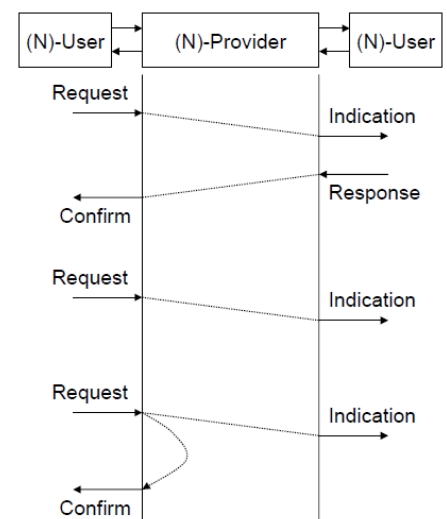 (N)-User (N)-Provider (N)-User
Request
Indication
Response
Confirm
Request
Indication
Request
Indication
Confirm